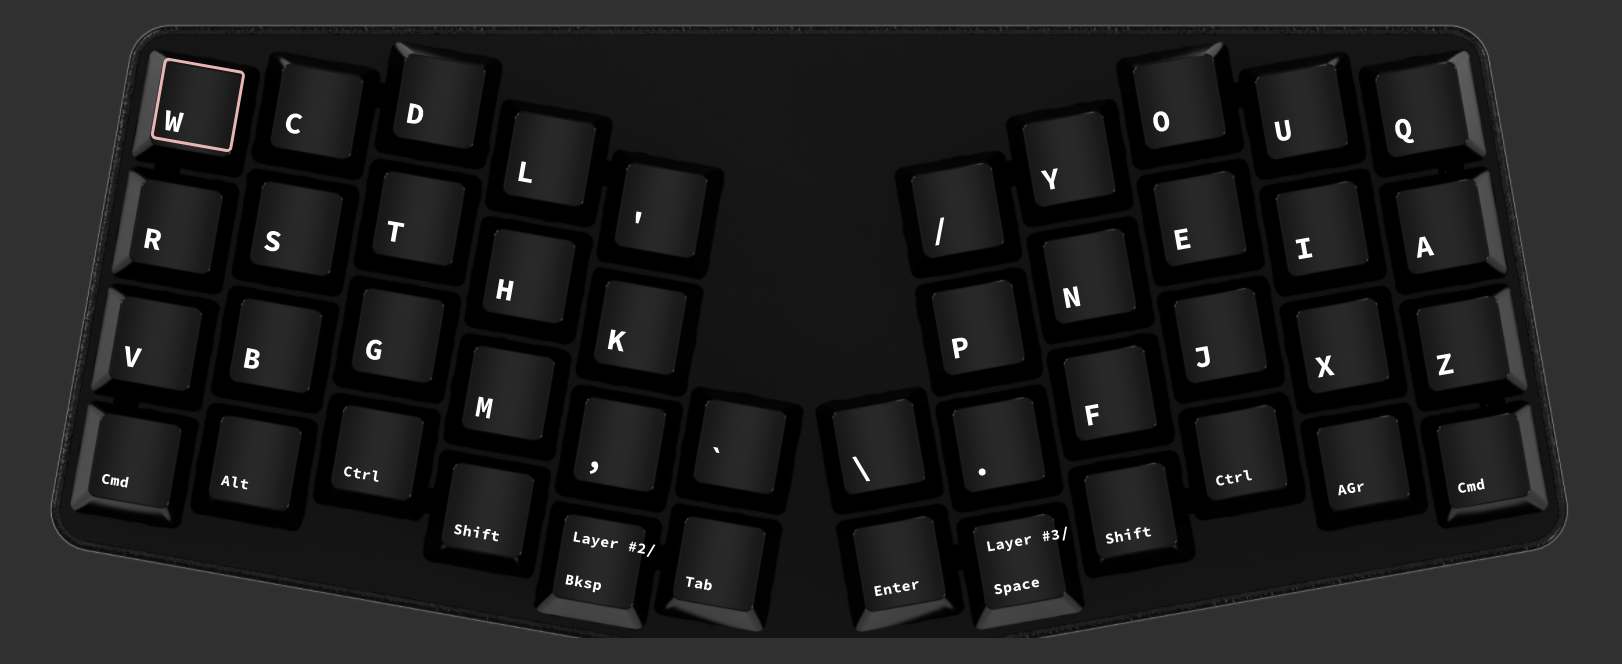 W C D L ' / Y O U Q
R S T H K P N E I A
V B G M , ` \ . F J X Z
Cmd Alt Ctrl Shift Layer #2/ Tab Enter Layer #3/ Shift Ctrl AGr Cmd
Bksp Space